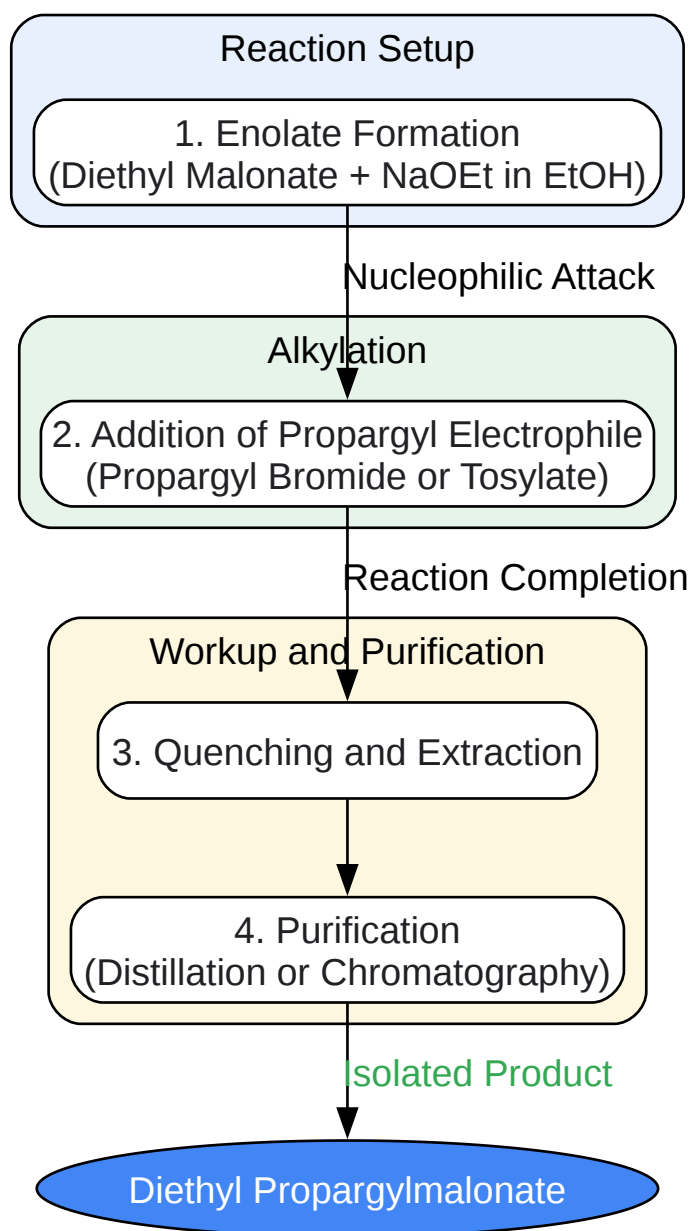 Reaction Setup
1. Enolate Formation
(Diethyl Malonate + NaOEt in EtOH)
Nucleophilic Attack
Alkylation
2. Addition of Propargyl Electrophile
(Propargyl Bromide or Tosylate)
Reaction Completion
Workup and Purification
3. Quenching and Extraction
4. Purification
(Distillation or Chromatography)
Isolated Product
Diethyl Propargylmalonate